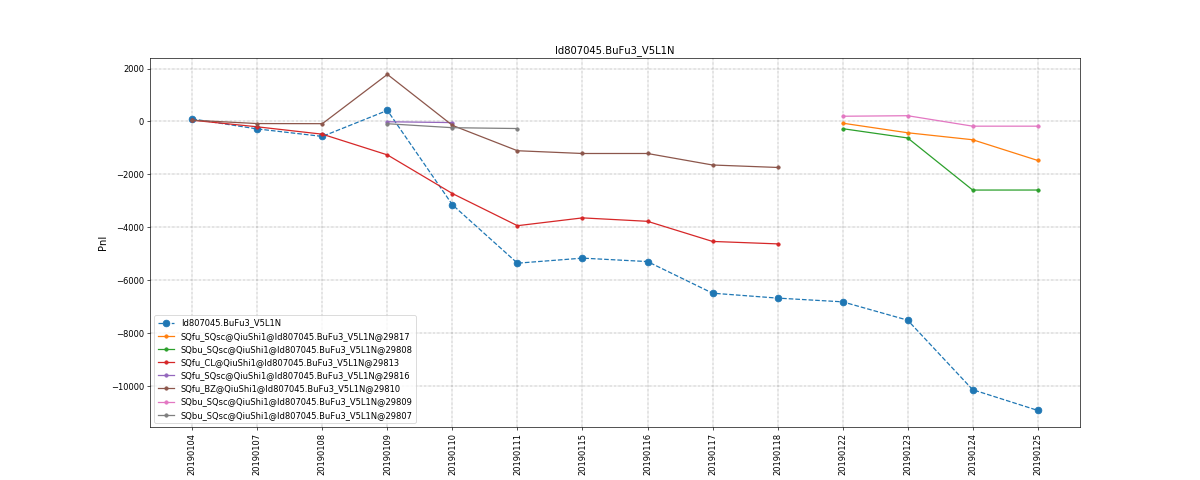 Id807045.BuFu3_V5L1N
2000
0
−2000
−4000
−6000
−8000
−10000
Pnl
Id807045.BuFu3_V5L1N
SQfu_SQsc@QiuShi1@Id807045.BuFu3_V5L1N@29817
SQbu_SQsc@QiuShi1@Id807045.BuFu3_V5L1N@29808
SQfu_CL@QiuShi1@Id807045.BuFu3_V5L1N@29813
SQfu_SQsc@QiuShi1@Id807045.BuFu3_V5L1N@29816
SQfu_BZ@QiuShi1@Id807045.BuFu3_V5L1N@29810
SQbu_SQsc@QiuShi1@Id807045.BuFu3_V5L1N@29809
SQbu_SQsc@QiuShi1@Id807045.BuFu3_V5L1N@29807
20190104
20190107
20190108
20190109
20190110
20190111
20190115
20190116
20190117
20190118
20190122
20190123
20190124
20190125